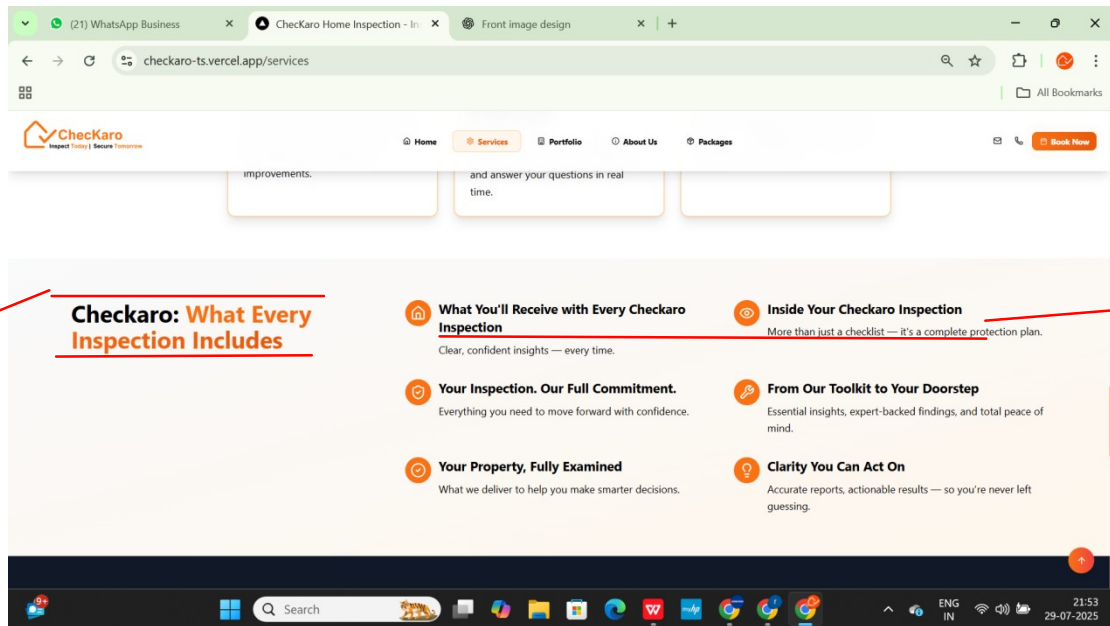 (21) WhatsApp Business
ChecKaro Home Inspection - In
Front image design
checkaro-ts.vercel.app/services
All Bookmarks
ChecKaro
Inspect Today | Secure Tomorrow
Home
Services
Portfolio
About Us
Packages
Book Now
improvements.
and answer your questions in real
time.
Checkaro: What Every
Inspection Includes
What You'll Receive with Every Checkaro
Inspection
Clear, confident insights — every time.
Inside Your Checkaro Inspection
More than just a checklist — it's a complete protection plan.
Your Inspection. Our Full Commitment.
Everything you need to move forward with confidence.
From Our Toolkit to Your Doorstep
Essential insights, expert-backed findings, and total peace of
mind.
Your Property, Fully Examined
What we deliver to help you make smarter decisions.
Clarity You Can Act On
Accurate reports, actionable results — so you're never left
guessing.
9+
Search
ENG
IN
21:53
29-07-2025